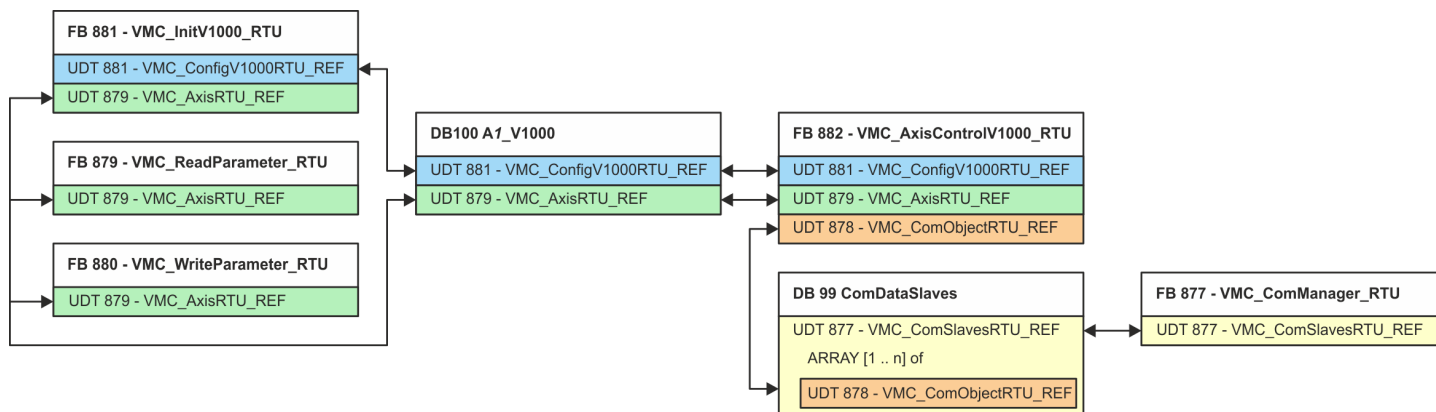 FB 881 - VMC_InitV1000_RTU
UDT 881 - VMC_ConfigV1000RTU_REF
UDT 879 - VMC_AxisRTU_REF
FB 879 - VMC_ReadParameter_RTU
UDT 879 - VMC_AxisRTU_REF
FB 880 - VMC_WriteParameter_RTU
UDT 879 - VMC_AxisRTU_REF
DB100 A1_V1000
UDT 881 - VMC_ConfigV1000RTU_REF
UDT 879 - VMC_AxisRTU_REF
FB 882 - VMC_AxisControlV1000_RTU
UDT 881 - VMC_ConfigV1000RTU_REF
UDT 879 - VMC_AxisRTU_REF
UDT 878 - VMC_ComObjectRTU_REF
DB 99 ComDataSlaves
UDT 877 - VMC_ComSlavesRTU_REF
ARRAY [1 .. n] of
UDT 878 - VMC_ComObjectRTU_REF
FB 877 - VMC_ComManager_RTU
UDT 877 - VMC_ComSlavesRTU_REF